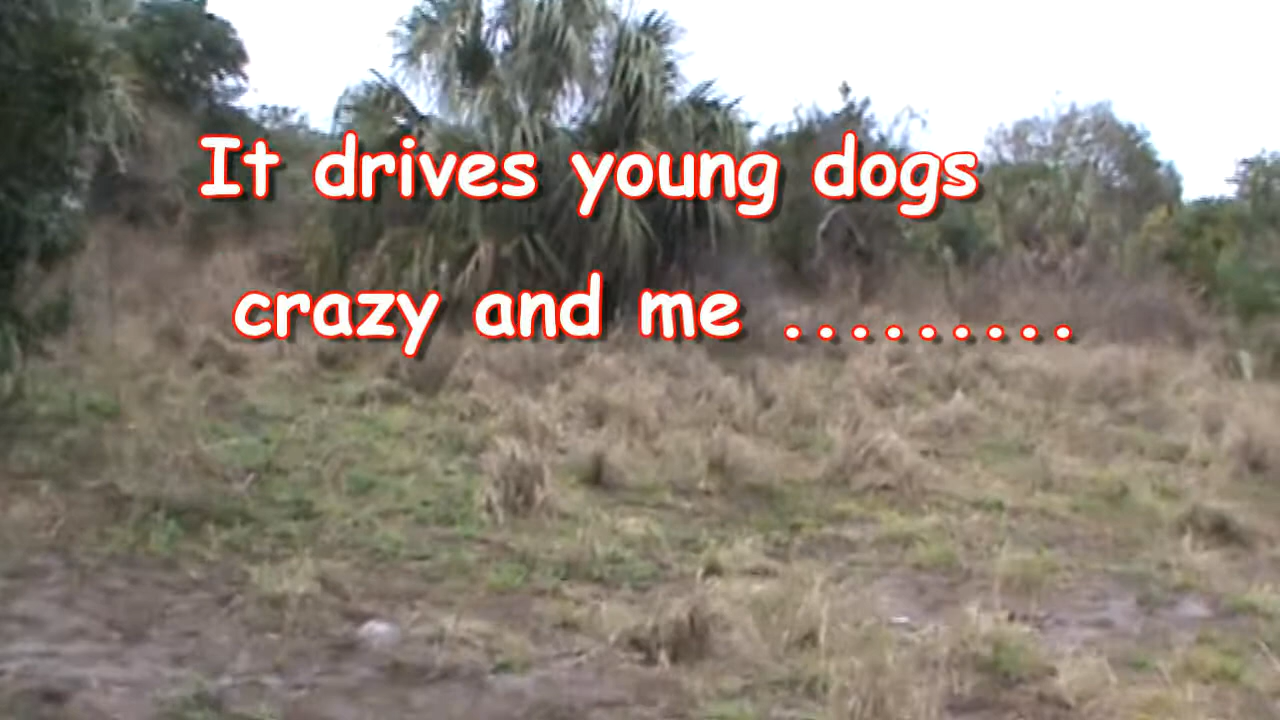 It drives young dogs
crazy and me .........